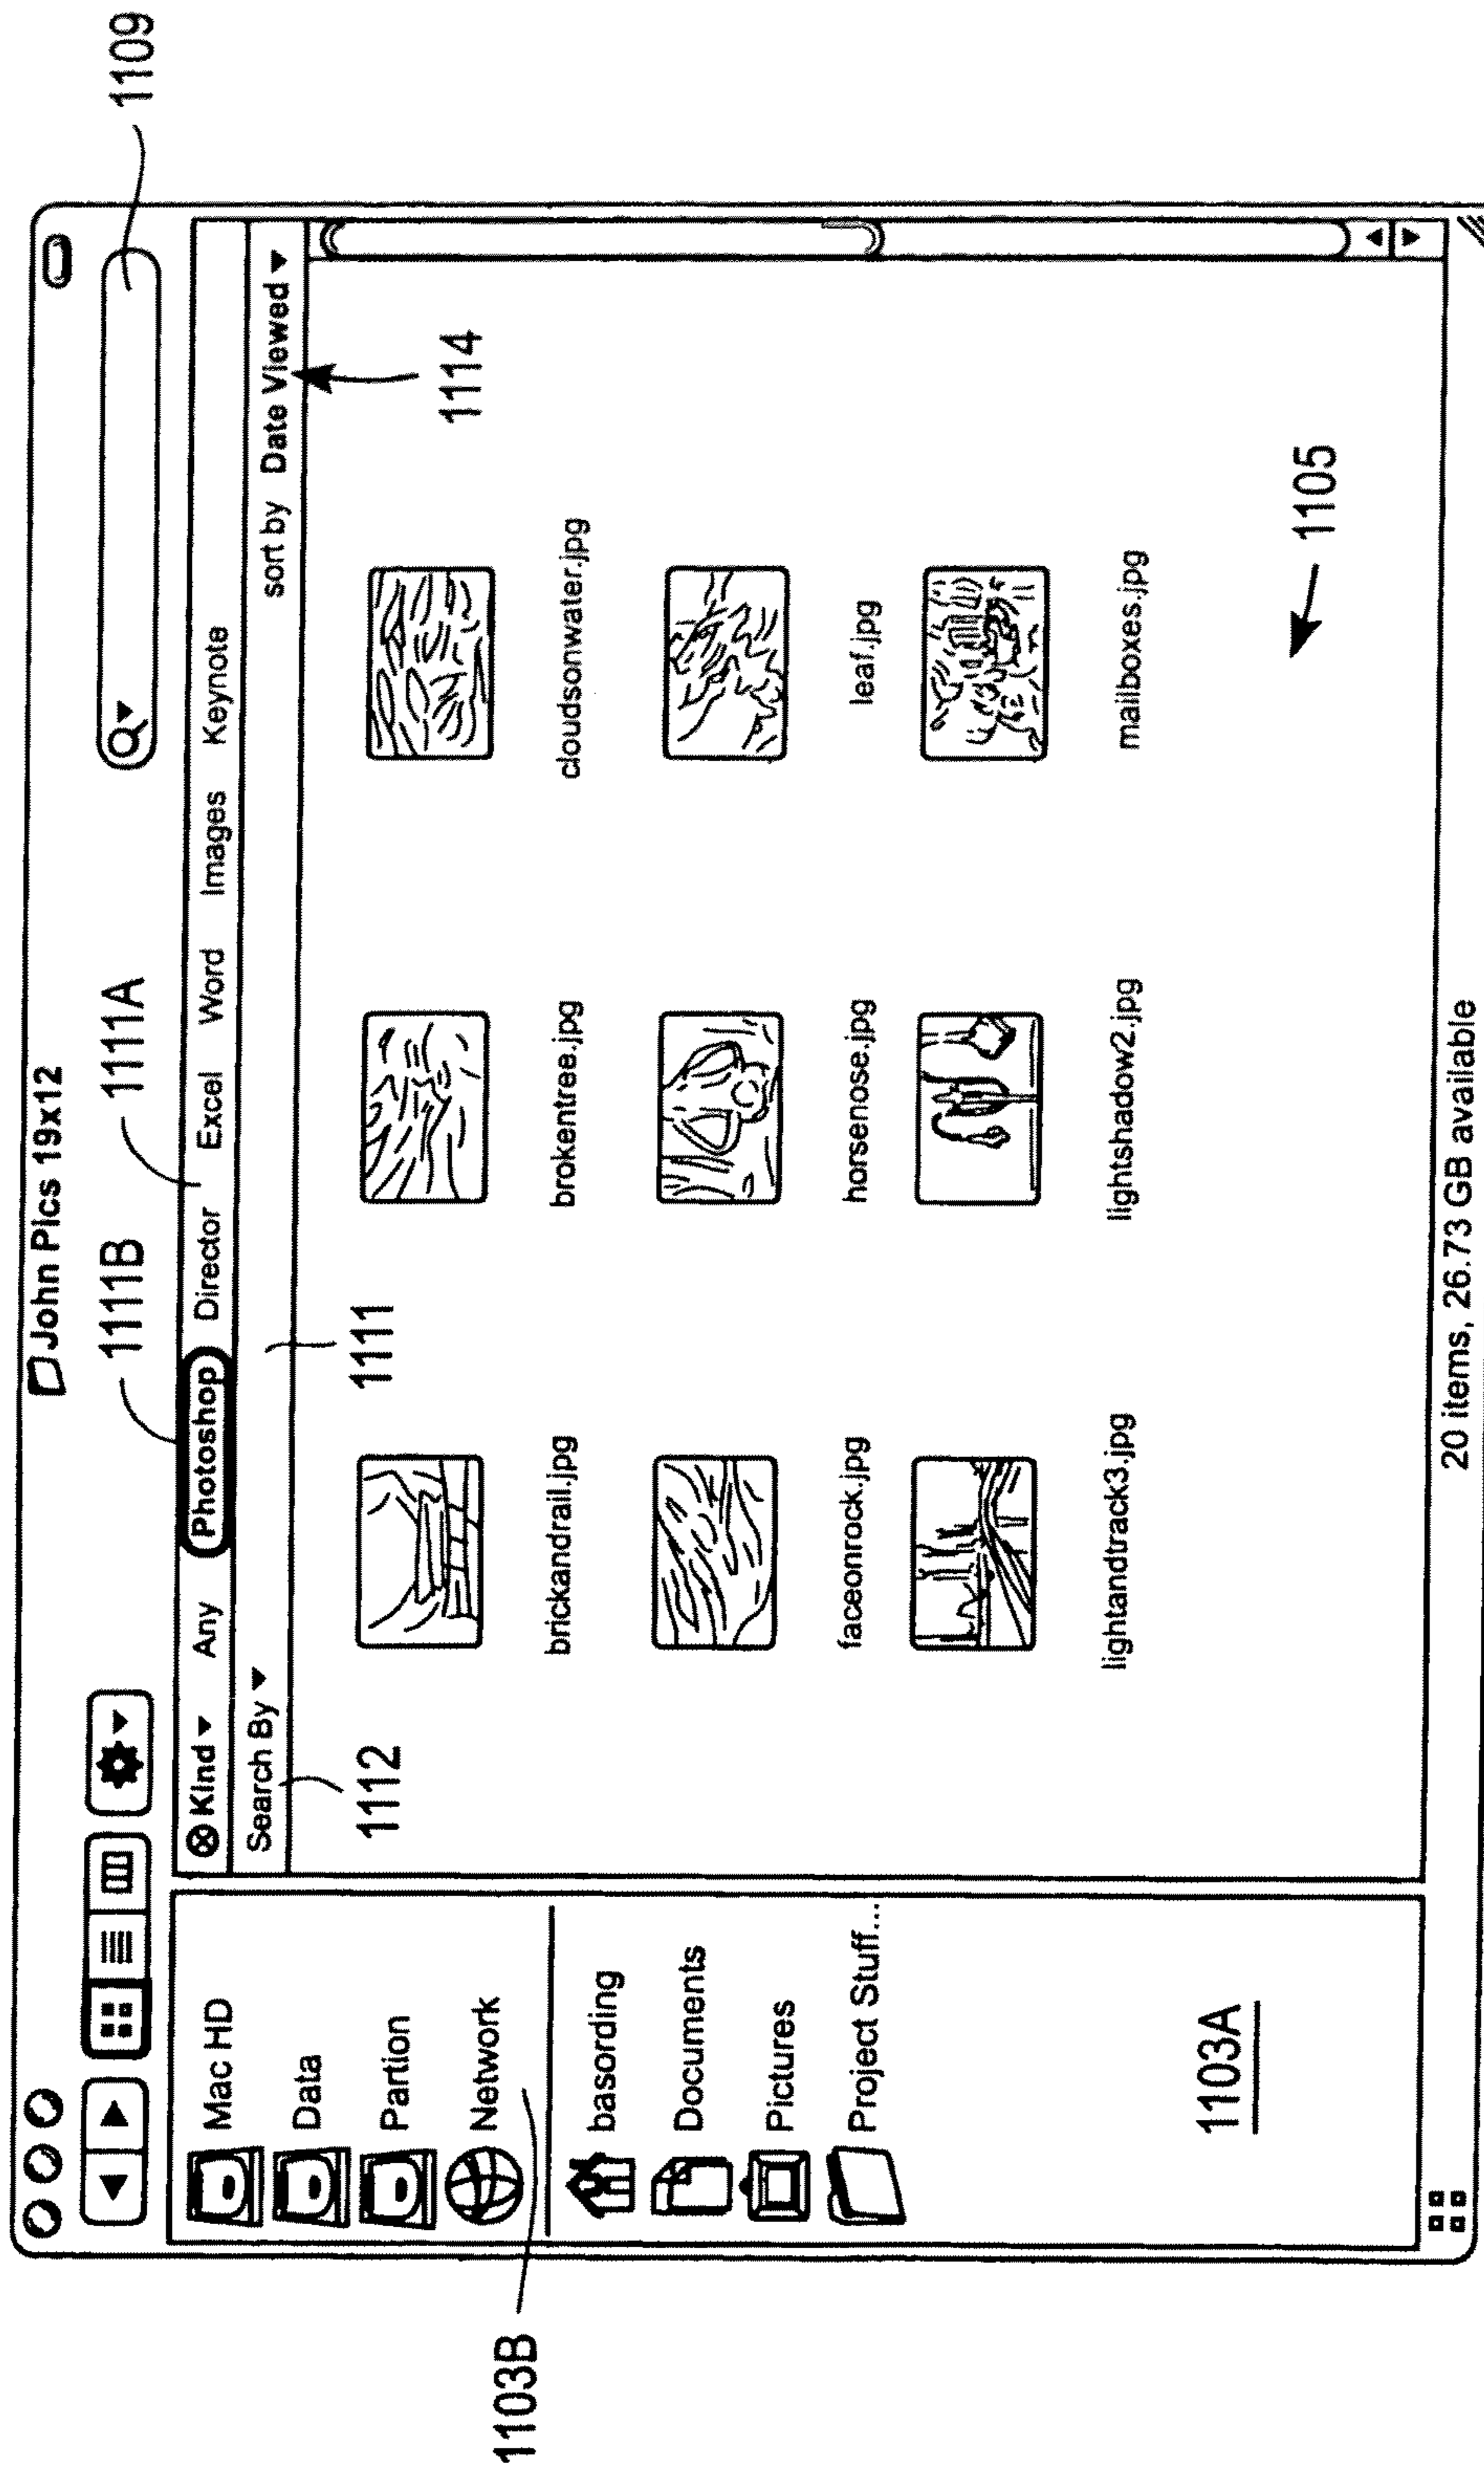 John Pics 19x12
1109
1111B
1111A
Kind Any Photoshop Director Excel Word Images Keynote
Search By
sort by Date Viewed
1112
1111
1114
Mac HD
Data
Partion
Network
1103B
basording
Documents
Pictures
Project Stuff...
1103A
brickandrail.jpg brokentree.jpg cloudsonwater.jpg
faceonrock.jpg horsenose.jpg leaf.jpg
lightandtrack3.jpg lightshadow2.jpg mailboxes.jpg
1105
20 items, 26.73 GB available